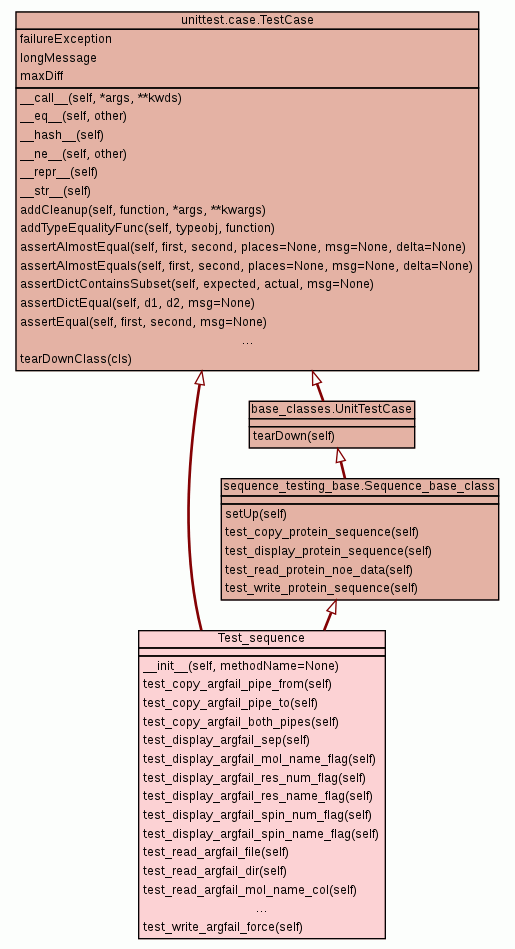 unittest.case.TestCase
failureException
longMessage
maxDiff
__call__(self, *args, **kwds)
__eq__(self, other)
__hash__(self)
__ne__(self, other)
__repr__(self)
__str__(self)
addCleanup(self, function, *args, **kwargs)
addTypeEqualityFunc(self, typeobj, function)
assertAlmostEqual(self, first, second, places=None, msg=None, delta=None)
assertAlmostEquals(self, first, second, places=None, msg=None, delta=None)
assertDictContainsSubset(self, expected, actual, msg=None)
assertDictEqual(self, d1, d2, msg=None)
assertEqual(self, first, second, msg=None)
...
tearDownClass(cls)
base_classes.UnitTestCase
tearDown(self)
sequence_testing_base.Sequence_base_class
setUp(self)
test_copy_protein_sequence(self)
test_display_protein_sequence(self)
test_read_protein_noe_data(self)
test_write_protein_sequence(self)
Test_sequence
__init__(self, methodName=None)
test_copy_argfail_pipe_from(self)
test_copy_argfail_pipe_to(self)
test_copy_argfail_both_pipes(self)
test_display_argfail_sep(self)
test_display_argfail_mol_name_flag(self)
test_display_argfail_res_num_flag(self)
test_display_argfail_res_name_flag(self)
test_display_argfail_spin_num_flag(self)
test_display_argfail_spin_name_flag(self)
test_read_argfail_file(self)
test_read_argfail_dir(self)
test_read_argfail_mol_name_col(self)
...
test_write_argfail_force(self)